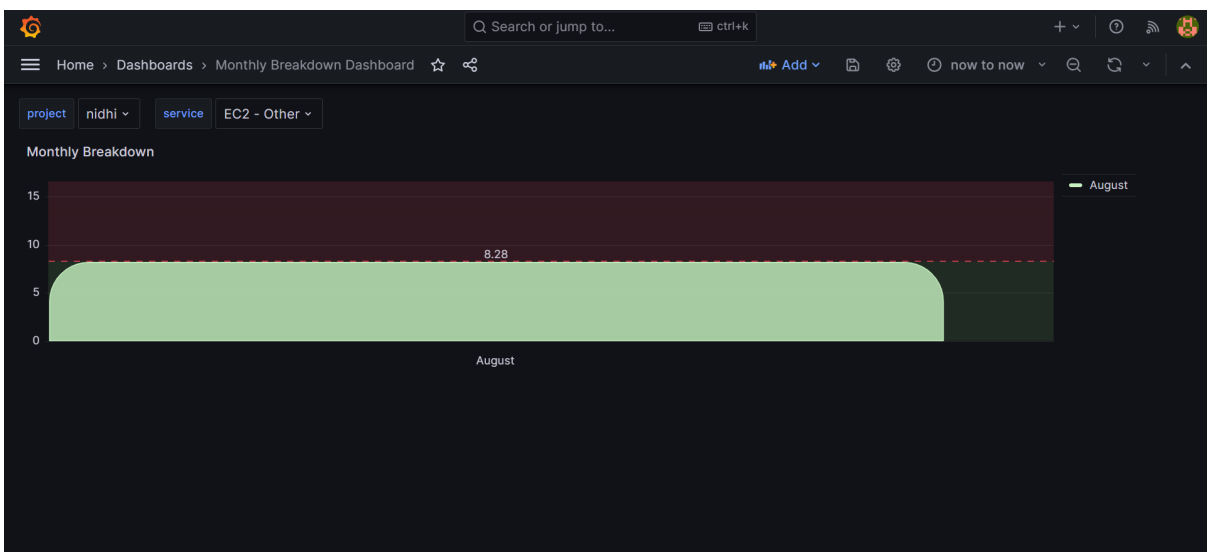 Search or jump to... ctrl+k
Home › Dashboards › Monthly Breakdown Dashboard Add now to now
project nidhi service EC2 - Other
Monthly Breakdown
15
10
5
0
8.28
August
August